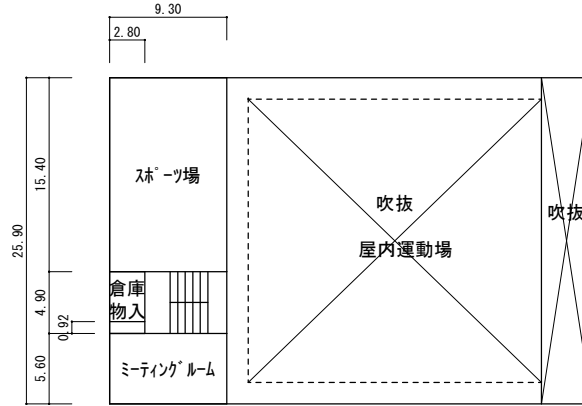 9.30
2.80
15.40
25.90
4.90
0.92
5.60
スポーツ場
吹抜
吹抜
屋内運動場
倉庫
物入
ミーティングルーム